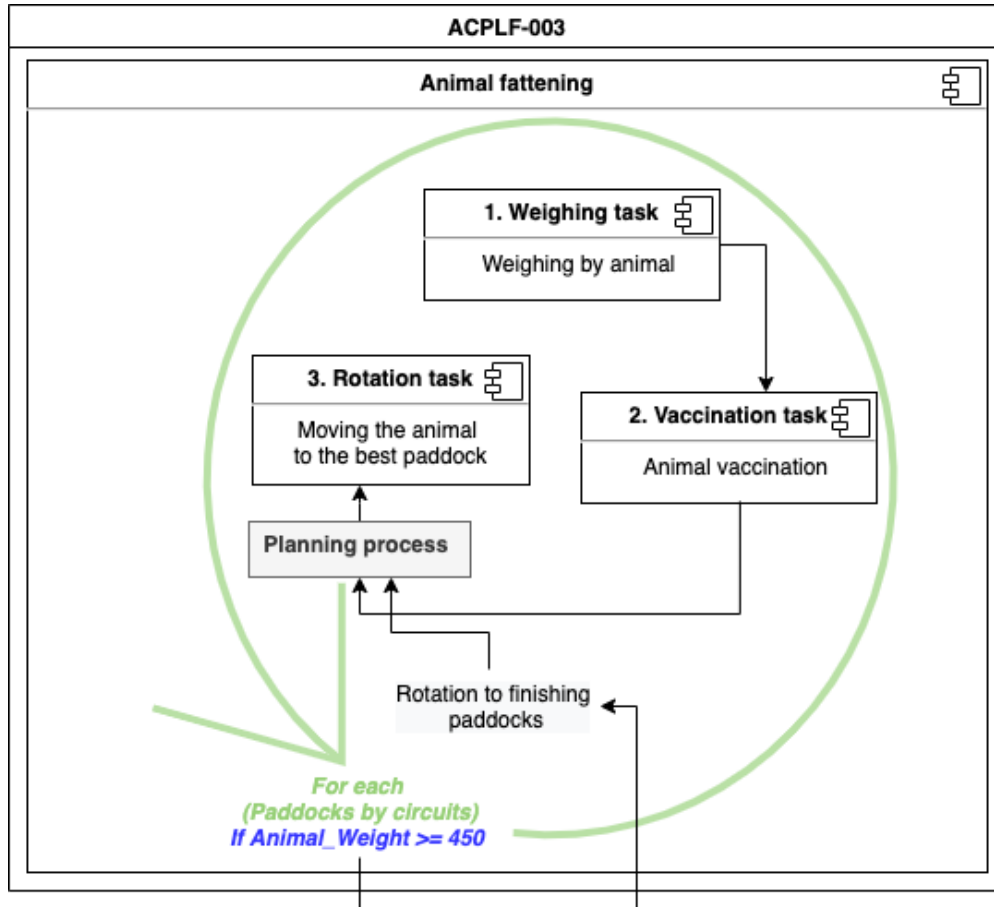 ACPLF-003
Animal fattening
1. Weighing task
Weighing by animal
3. Rotation task
Moving the animal
to the best paddock
2. Vaccination task
Animal vaccination
Planning process
Rotation to finishing
paddocks
For each
(Paddocks by circuits)
If Animal_Weight >= 450